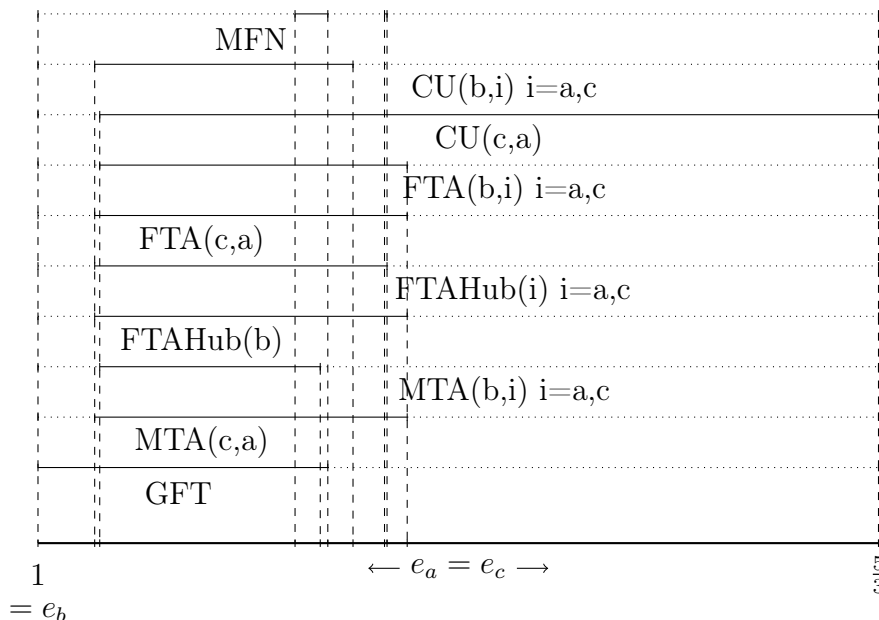 MFN
CU(b,i) i=a,c
CU(c,a)
FTA(b,i) i=a,c
FTA(c,a)
FTAHub(i) i=a,c
FTAHub(b)
MTA(b,i) i=a,c
MTA(c,a)
GFT
← e_a = e_c →
1
= e_b